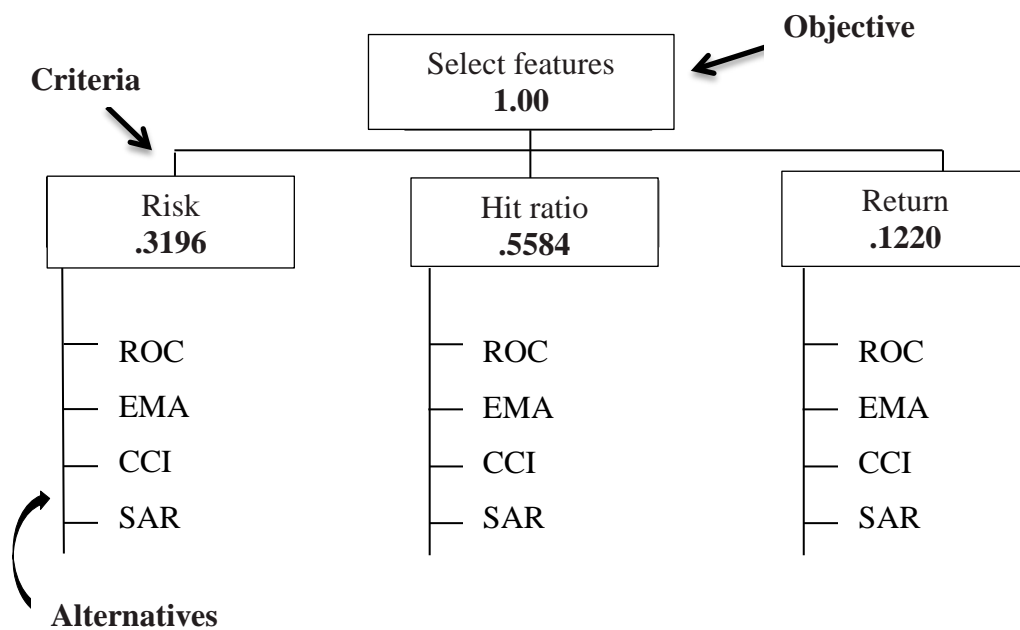 Objective
Select features
1.00
Criteria
Risk
.3196
Hit ratio
.5584
Return
.1220
ROC
EMA
CCI
SAR
ROC
EMA
CCI
SAR
ROC
EMA
CCI
SAR
Alternatives